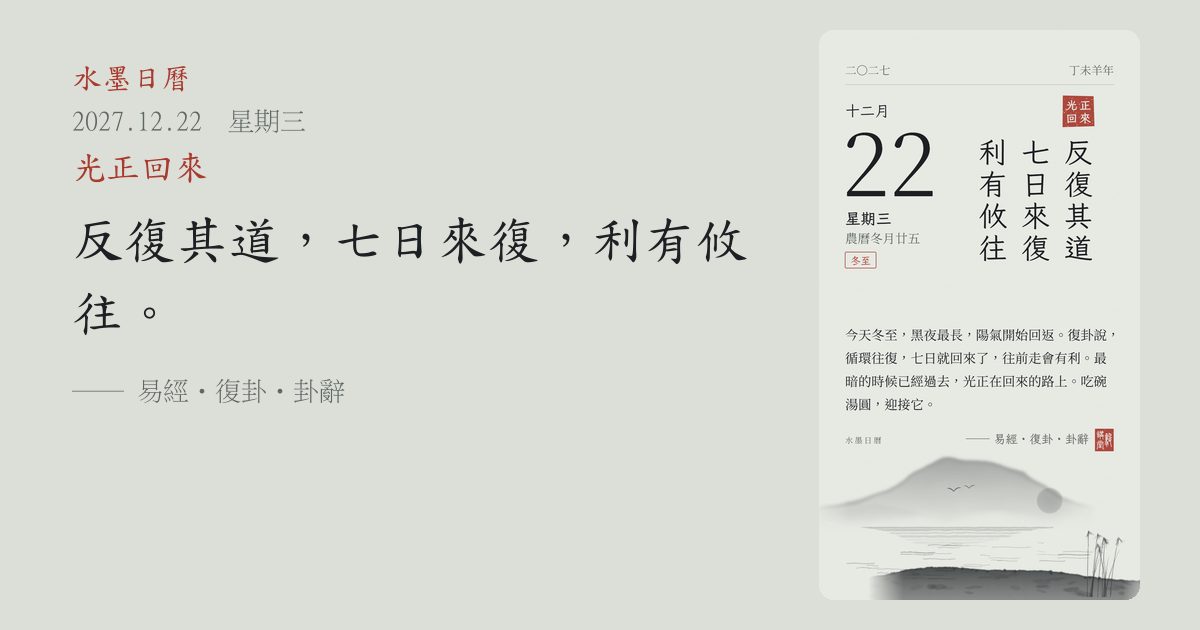 水墨日曆
2027.12.22 星期三
光正回來
反復其道，七日來復，利有攸
往。
—— 易經・復卦・卦辭
二〇二七
丁未羊年
十二月
22
星期三
農曆冬月廿五
冬至
光正
回來
反復其道
七日來復
利有攸往
今天冬至，黑夜最長，陽氣開始回返。復卦說，
循環往復，七日就回來了，往前走會有利。最
暗的時候已經過去，光正在回來的路上。吃碗
湯圓，迎接它。
水墨日曆
—— 易經・復卦・卦辭